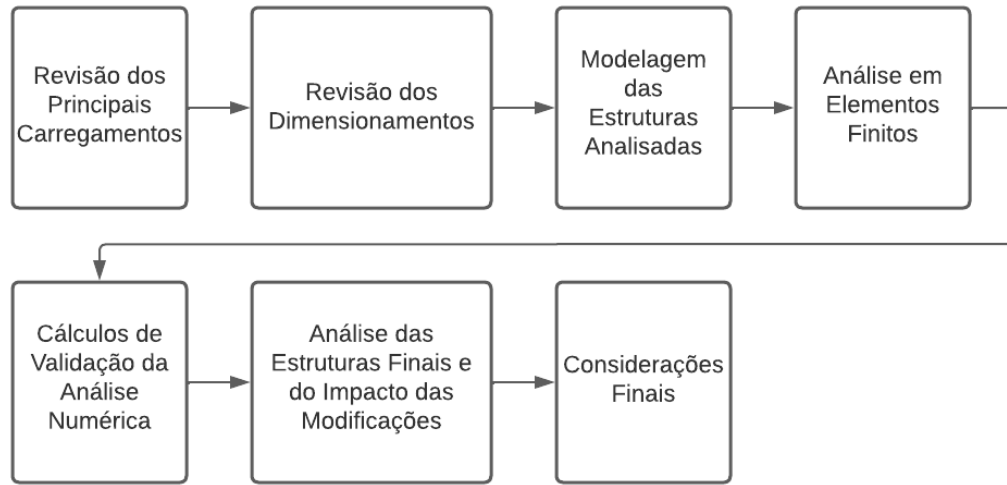 Revisão dos
Principais
Carregamentos
Revisão dos
Dimensionamentos
Modelagem
das
Estruturas
Analisadas
Análise em
Elementos
Finitos
Cálculos de
Validação da
Análise
Numérica
Análise das
Estruturas Finais e
do Impacto das
Modificações
Considerações
Finais